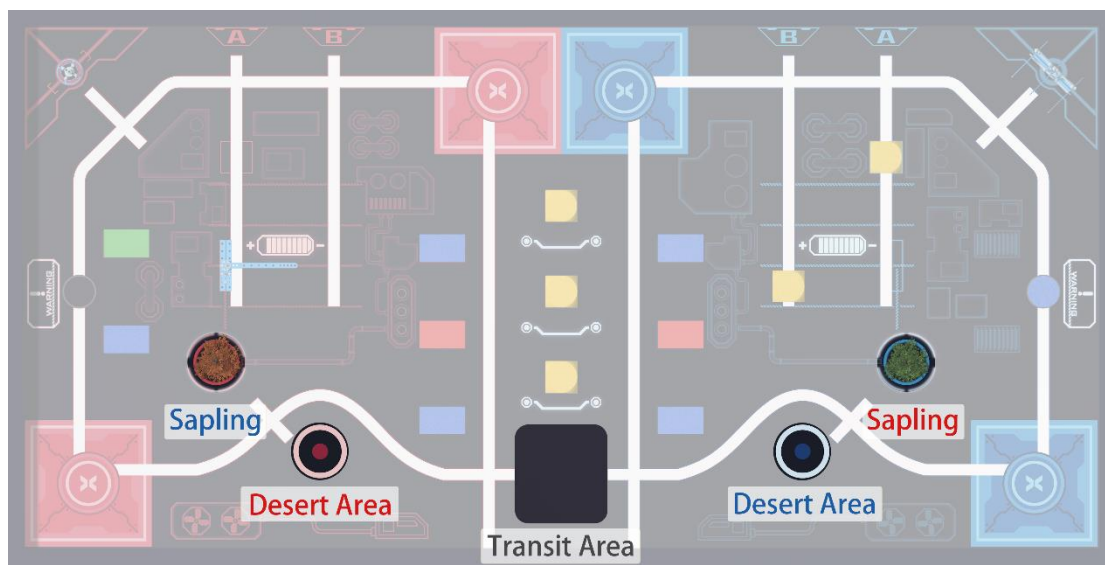 A B B A
WARNING
WARNING
Sapling
Sapling
Desert Area
Desert Area
Transit Area